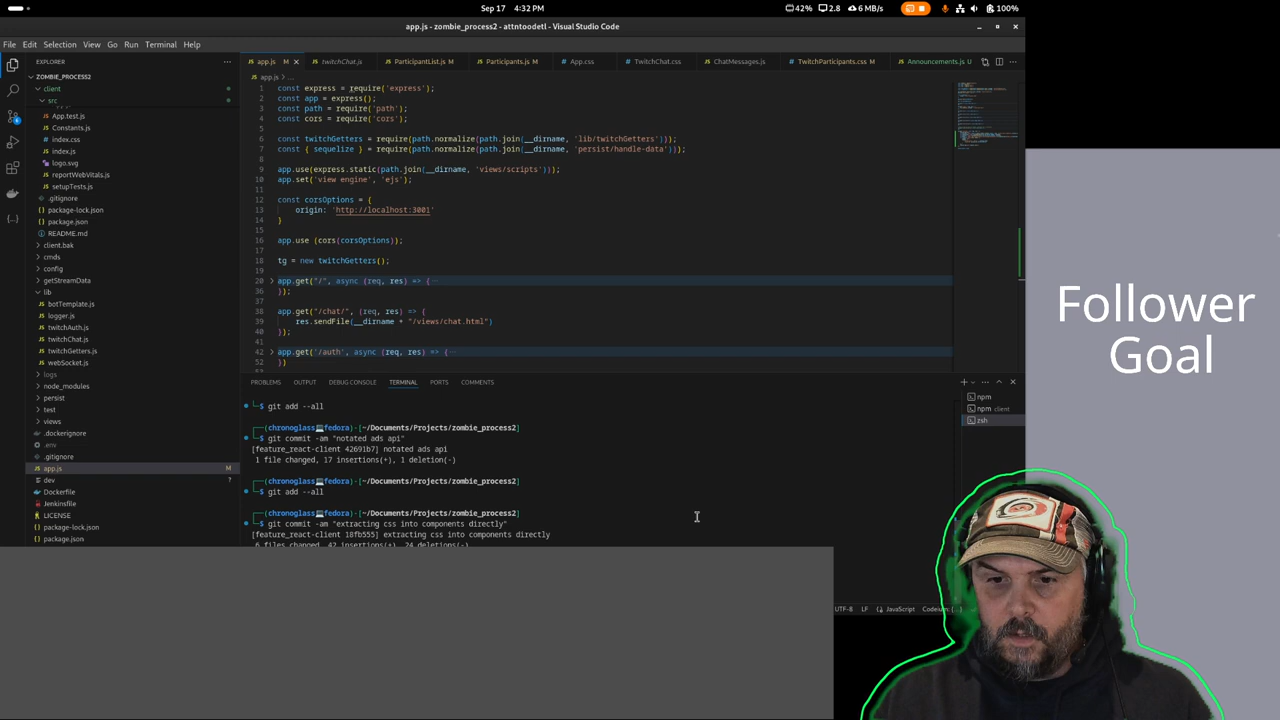 Sep 17 4:32 PM
42% 2.8 6 MB/s 100%
app.js - zombie_process2 - attntoodetl - Visual Studio Code
File Edit Selection View Go Run Terminal Help
EXPLORER
app.js M twitchChat.js ParticipantList.js M Participants.js M App.css TwitchChat.css ChatMessages.js TwitchParticipants.css M Announcements.js U
ZOMBIE_PROCESS2
client
src
App.test.js
Constants.js
index.css
index.js
logo.svg
reportWebVitals.js
setupTests.js
.gitignore
package-lock.json
package.json
README.md
client.bak
cmds
config
getStreamData
lib
botTemplate.js
logger.js
twitchAuth.js
twitchChat.js
twitchGetters.js
webSocket.js
logs
node_modules
persist
test
views
.dockerignore
.env
.gitignore
app.js M
dev ?
Dockerfile
Jenkinsfile
LICENSE
package-lock.json
package.json
app.js > ...
1 const express = require('express');
2 const app = express();
3 const path = require('path');
4 const cors = require('cors');
5
6 const twitchGetters = require(path.normalize(path.join(__dirname, 'lib/twitchGetters')));
7 const { sequelize } = require(path.normalize(path.join(__dirname, 'persist/handle-data')));
8
9 app.use(express.static(path.join(__dirname, 'views/scripts')));
10 app.set('view engine', 'ejs');
11
12 const corsOptions = {
13 origin: 'http://localhost:3001'
14 }
15
16 app.use (cors(corsOptions));
17
18 tg = new twitchGetters();
19
20 app.get("/", async (req, res) => {
36 });
37
38 app.get("/chat/", (req, res) => {
39 res.sendFile(__dirname + "/views/chat.html")
40 });
41
42 app.get('/auth', async (req, res) => {
52 })
PROBLEMS OUTPUT DEBUG CONSOLE TERMINAL PORTS COMMENTS
$ git add --all
(chronoglass💻fedora)-[~/Documents/Projects/zombie_process2]
$ git commit -am "notated ads api"
[feature_react-client 42691b7] notated ads api
1 file changed, 17 insertions(+), 1 deletion(-)
(chronoglass💻fedora)-[~/Documents/Projects/zombie_process2]
$ git add --all
(chronoglass💻fedora)-[~/Documents/Projects/zombie_process2]
$ git commit -am "extracting css into components directly"
[feature_react-client 18fb555] extracting css into components directly
6 files changed, 42 insertions(+), 24 deletions(-)
npm
npm client
zsh
UTF-8 LF JavaScript
Follower
Goal